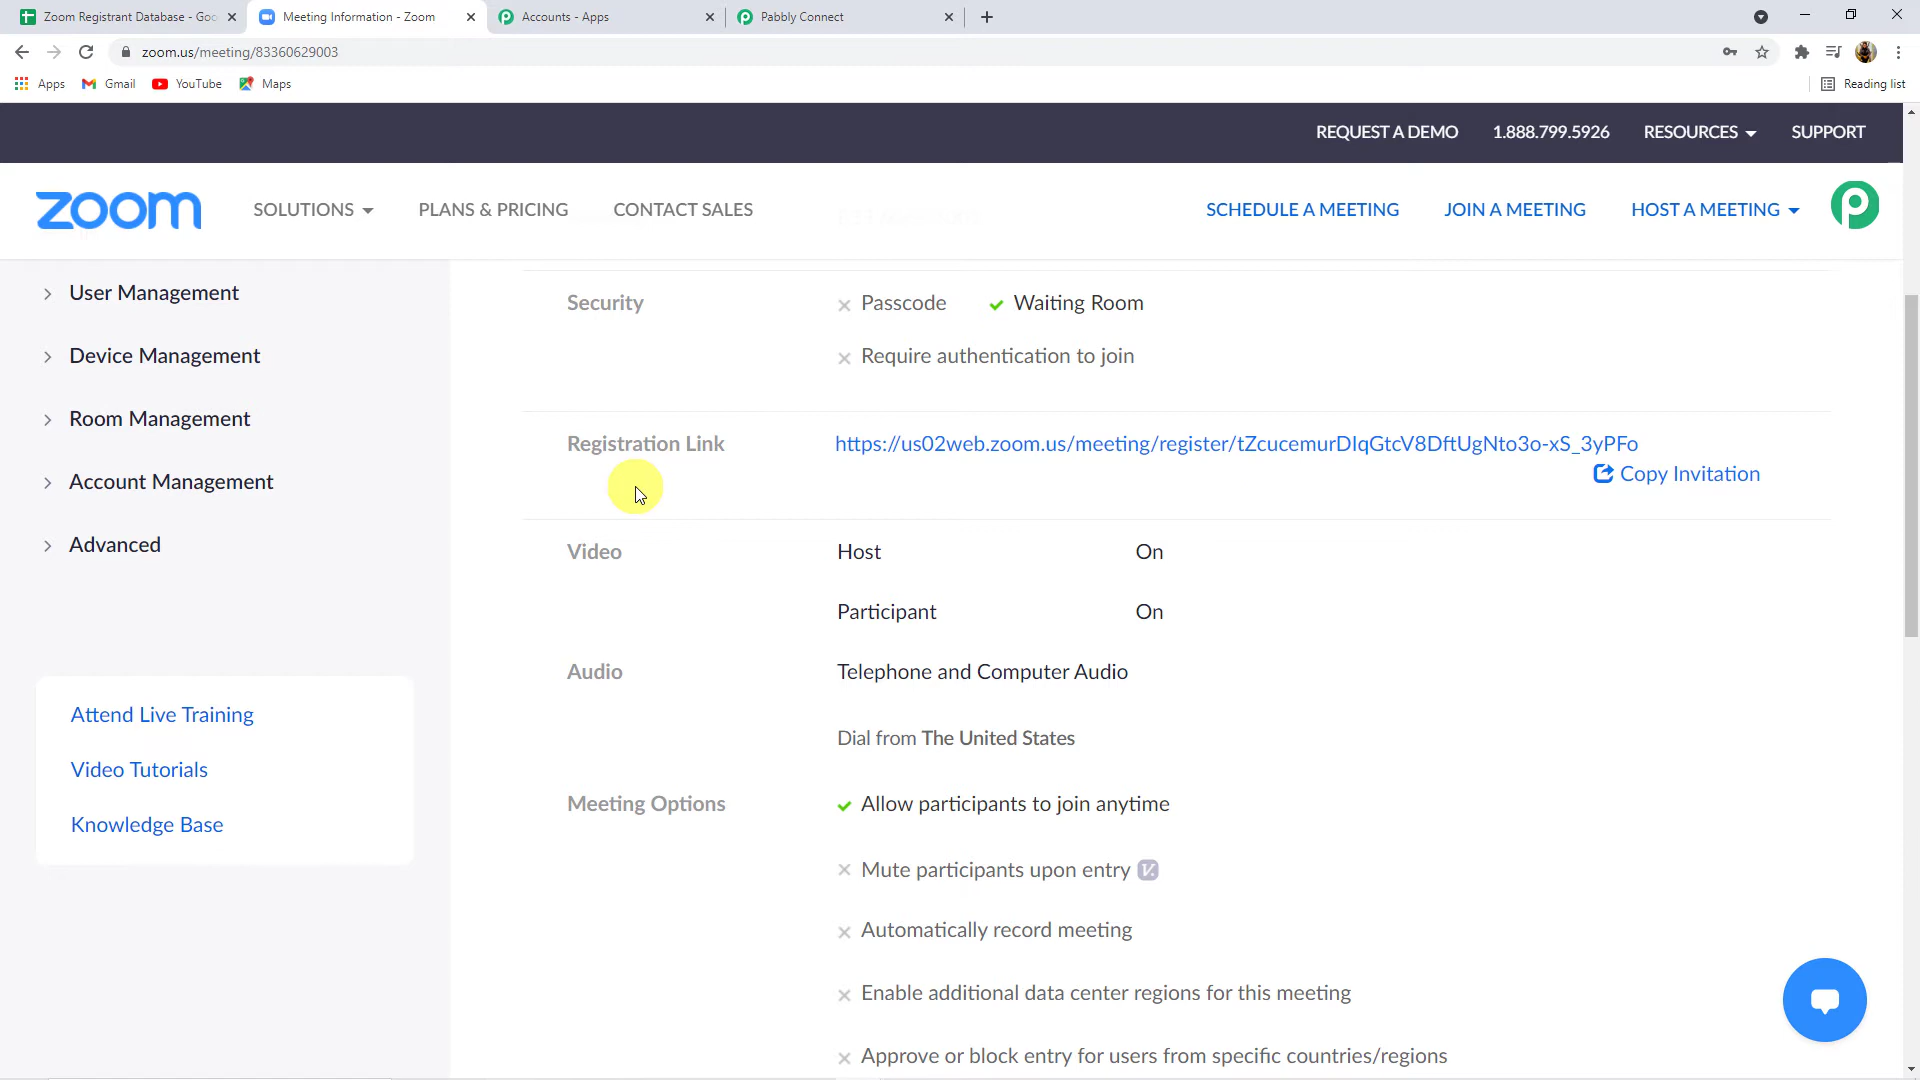 Zoom Registrant Database - Goo
Meeting Information - Zoom
Accounts - Apps
Pabbly Connect
zoom.us/meeting/83360629003
Apps
Gmail
YouTube
Maps
Reading list
REQUEST A DEMO
1.888.799.5926
RESOURCES
SUPPORT
zoom
SOLUTIONS
PLANS & PRICING
CONTACT SALES
SCHEDULE A MEETING
JOIN A MEETING
HOST A MEETING
User Management
Device Management
Room Management
Account Management
Advanced
Attend Live Training
Video Tutorials
Knowledge Base
Security
Passcode
Waiting Room
Require authentication to join
Registration Link
https://us02web.zoom.us/meeting/register/tZcucemurDIqGtcV8DftUgNto3o-xS_3yPFo
Copy Invitation
Video
Host
On
Participant
On
Audio
Telephone and Computer Audio
Dial from The United States
Meeting Options
Allow participants to join anytime
Mute participants upon entry
Automatically record meeting
Enable additional data center regions for this meeting
Approve or block entry for users from specific countries/regions